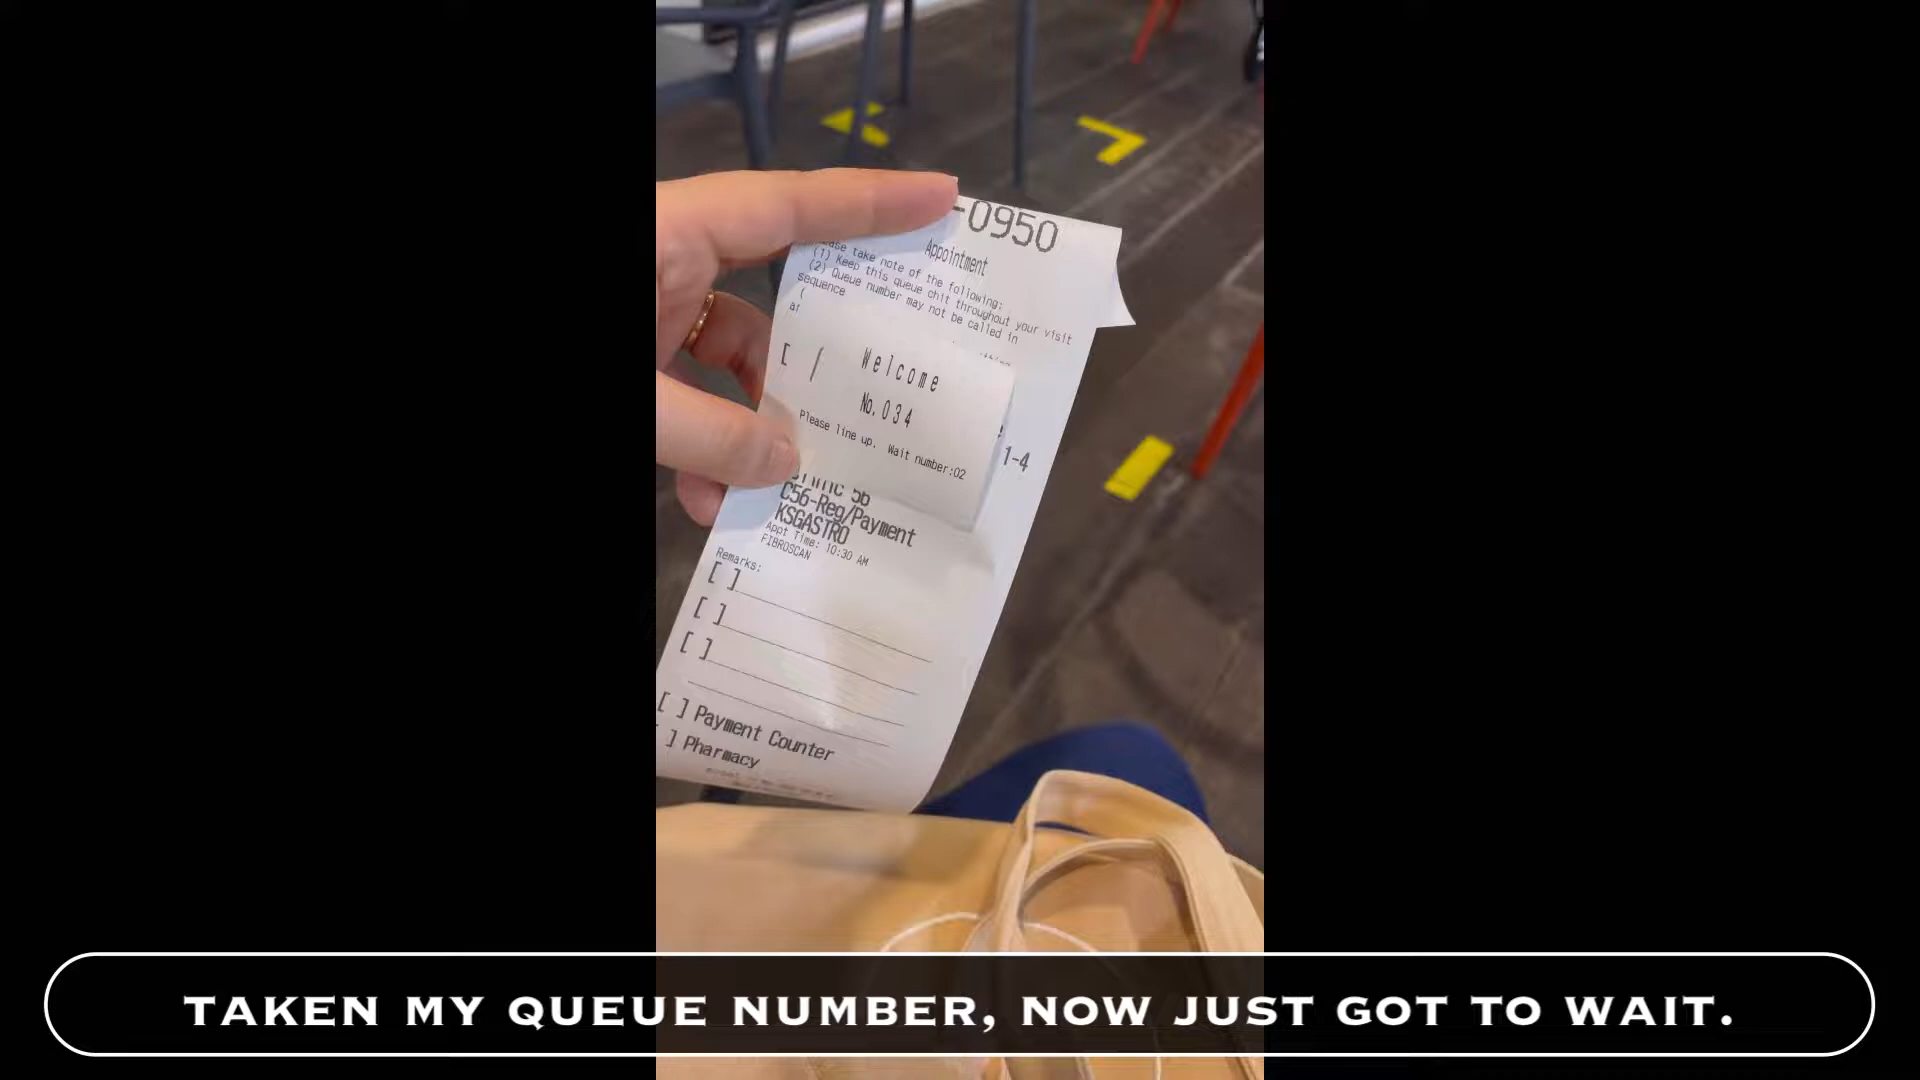 -0950
Appointment
take note of the following:
(1) Keep this queue chit throughout your visit
(2) Queue number may not be called in
sequence
(
[
Welcome
No.034
Please line up. Wait number:02
1-4
56
C56-Reg/Payment
KSGASTRO
Appt Time: 10:30 AM
FIBROSCAN
Remarks:
[ ]
[ ]
[ ]
[ ] Payment Counter
] Pharmacy
TAKEN MY QUEUE NUMBER, NOW JUST GOT TO WAIT.